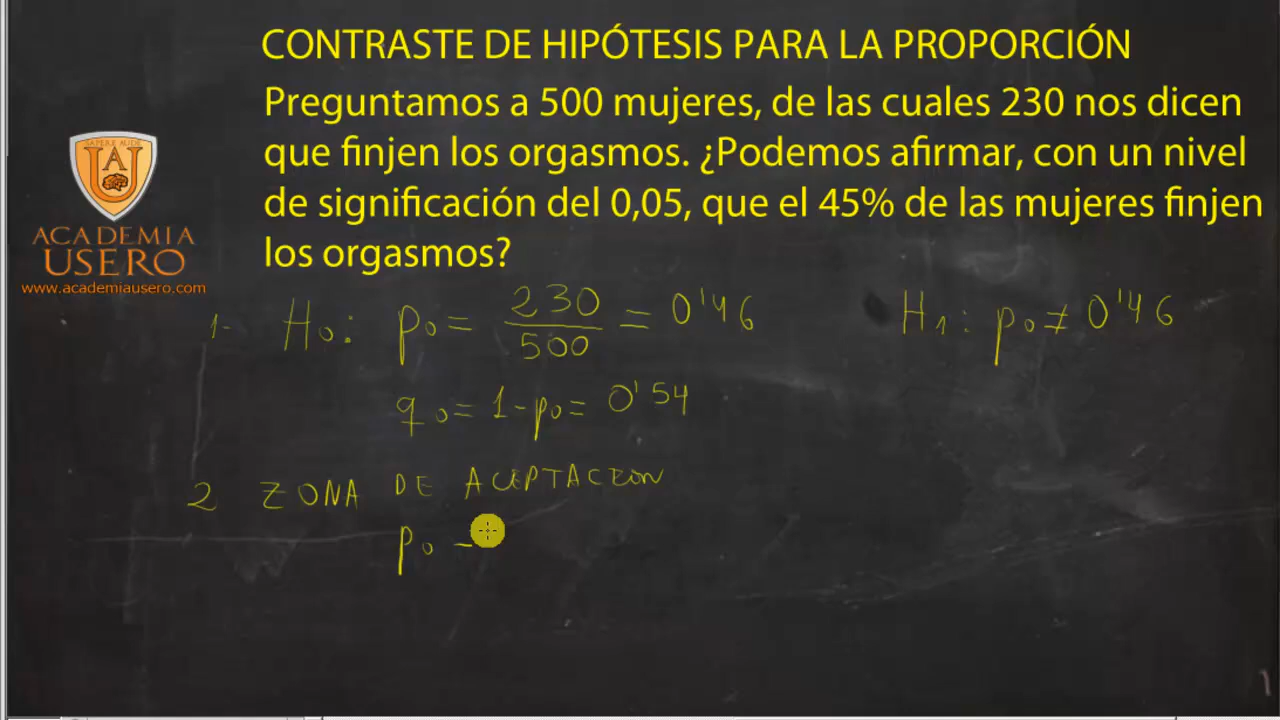 CONTRASTE DE HIPÓTESIS PARA LA PROPORCIÓN
Preguntamos a 500 mujeres, de las cuales 230 nos dicen
que finjen los orgasmos. ¿Podemos afirmar, con un nivel
de significación del 0,05, que el 45% de las mujeres finjen
los orgasmos?
SAPERE AUDE
UAJ
ACADEMIA
USERO
www.academiausero.com
1- H0: p0 = 230/500 = 0'46 H1: p0 ≠ 0'46
q0 = 1-p0 = 0'54
2 ZONA DE ACEPTACION
p0 -